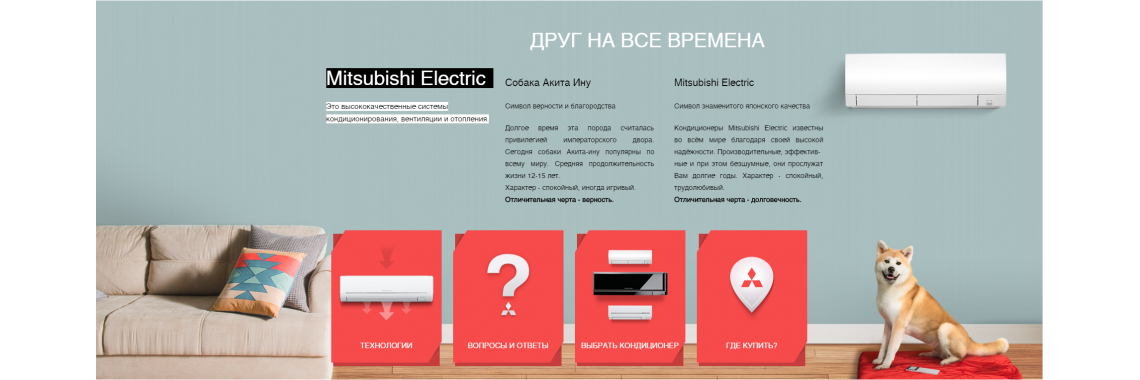 ДРУГ НА ВСЕ ВРЕМЕНА
Mitsubishi Electric
Это высококачественные системы
кондиционирования, вентиляции и отопления.
Собака Акита Ину
Символ верности и благородства
Долгое время эта порода считалась
привилегией императорского двора.
Сегодня собаки Акита-ину популярны по
всему миру. Средняя продолжительность
жизни 12-15 лет.
Характер - спокойный, иногда игривый.
Отличительная черта - верность.
Mitsubishi Electric
Символ знаменитого японского качества
Кондиционеры Mitsubishi Electric известны
во всём мире благодаря своей высокой
надёжности. Производительные, эффектив-
ные и при этом безшумные, они прослужат
Вам долгие годы. Характер - спокойный,
трудолюбивый.
Отличительная черта - долговечность.
ТЕХНОЛОГИИ
ВОПРОСЫ И ОТВЕТЫ
ВЫБРАТЬ КОНДИЦИОНЕР
ГДЕ КУПИТЬ?